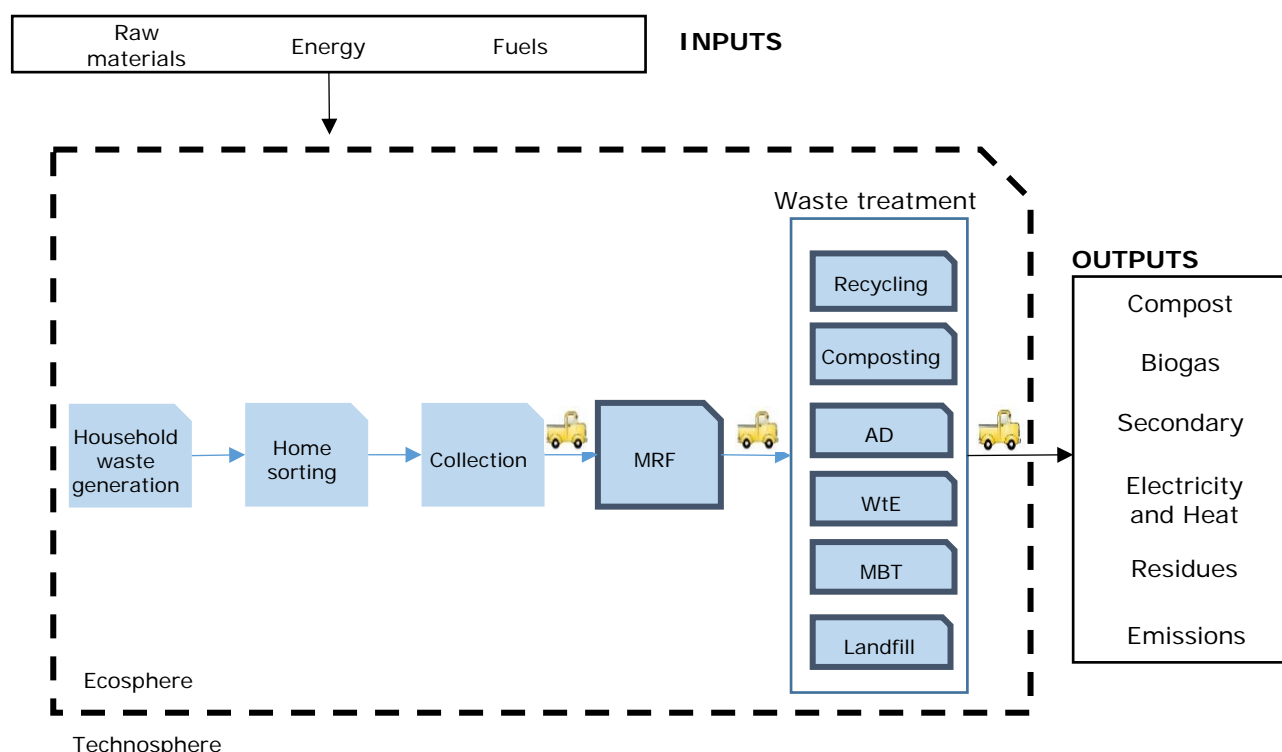 Raw
materials
Energy
Fuels
INPUTS
Waste treatment
Recycling
Composting
AD
WtE
MBT
Landfill
Household
waste
generation
Home
sorting
Collection
MRF
OUTPUTS
Compost
Biogas
Secondary
Electricity
and Heat
Residues
Emissions
Ecosphere
Technosphere